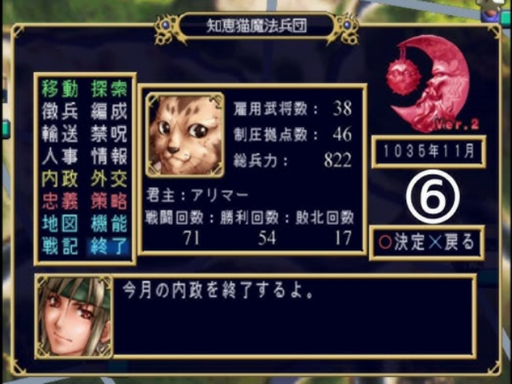 知恵猫魔法兵団
移動 探索
徴兵 編成
輸送 禁呪
人事 情報
内政 外交
忠義 策略
地図 機能
戦記 終了
雇用武将数： 38
制圧拠点数： 46
総兵力： 822
君主：アリマー
戦闘回数：勝利回数：敗北回数
71 54 17
Ver.2
1035年11月
⑥
○決定×戻る
今月の内政を終了するよ。